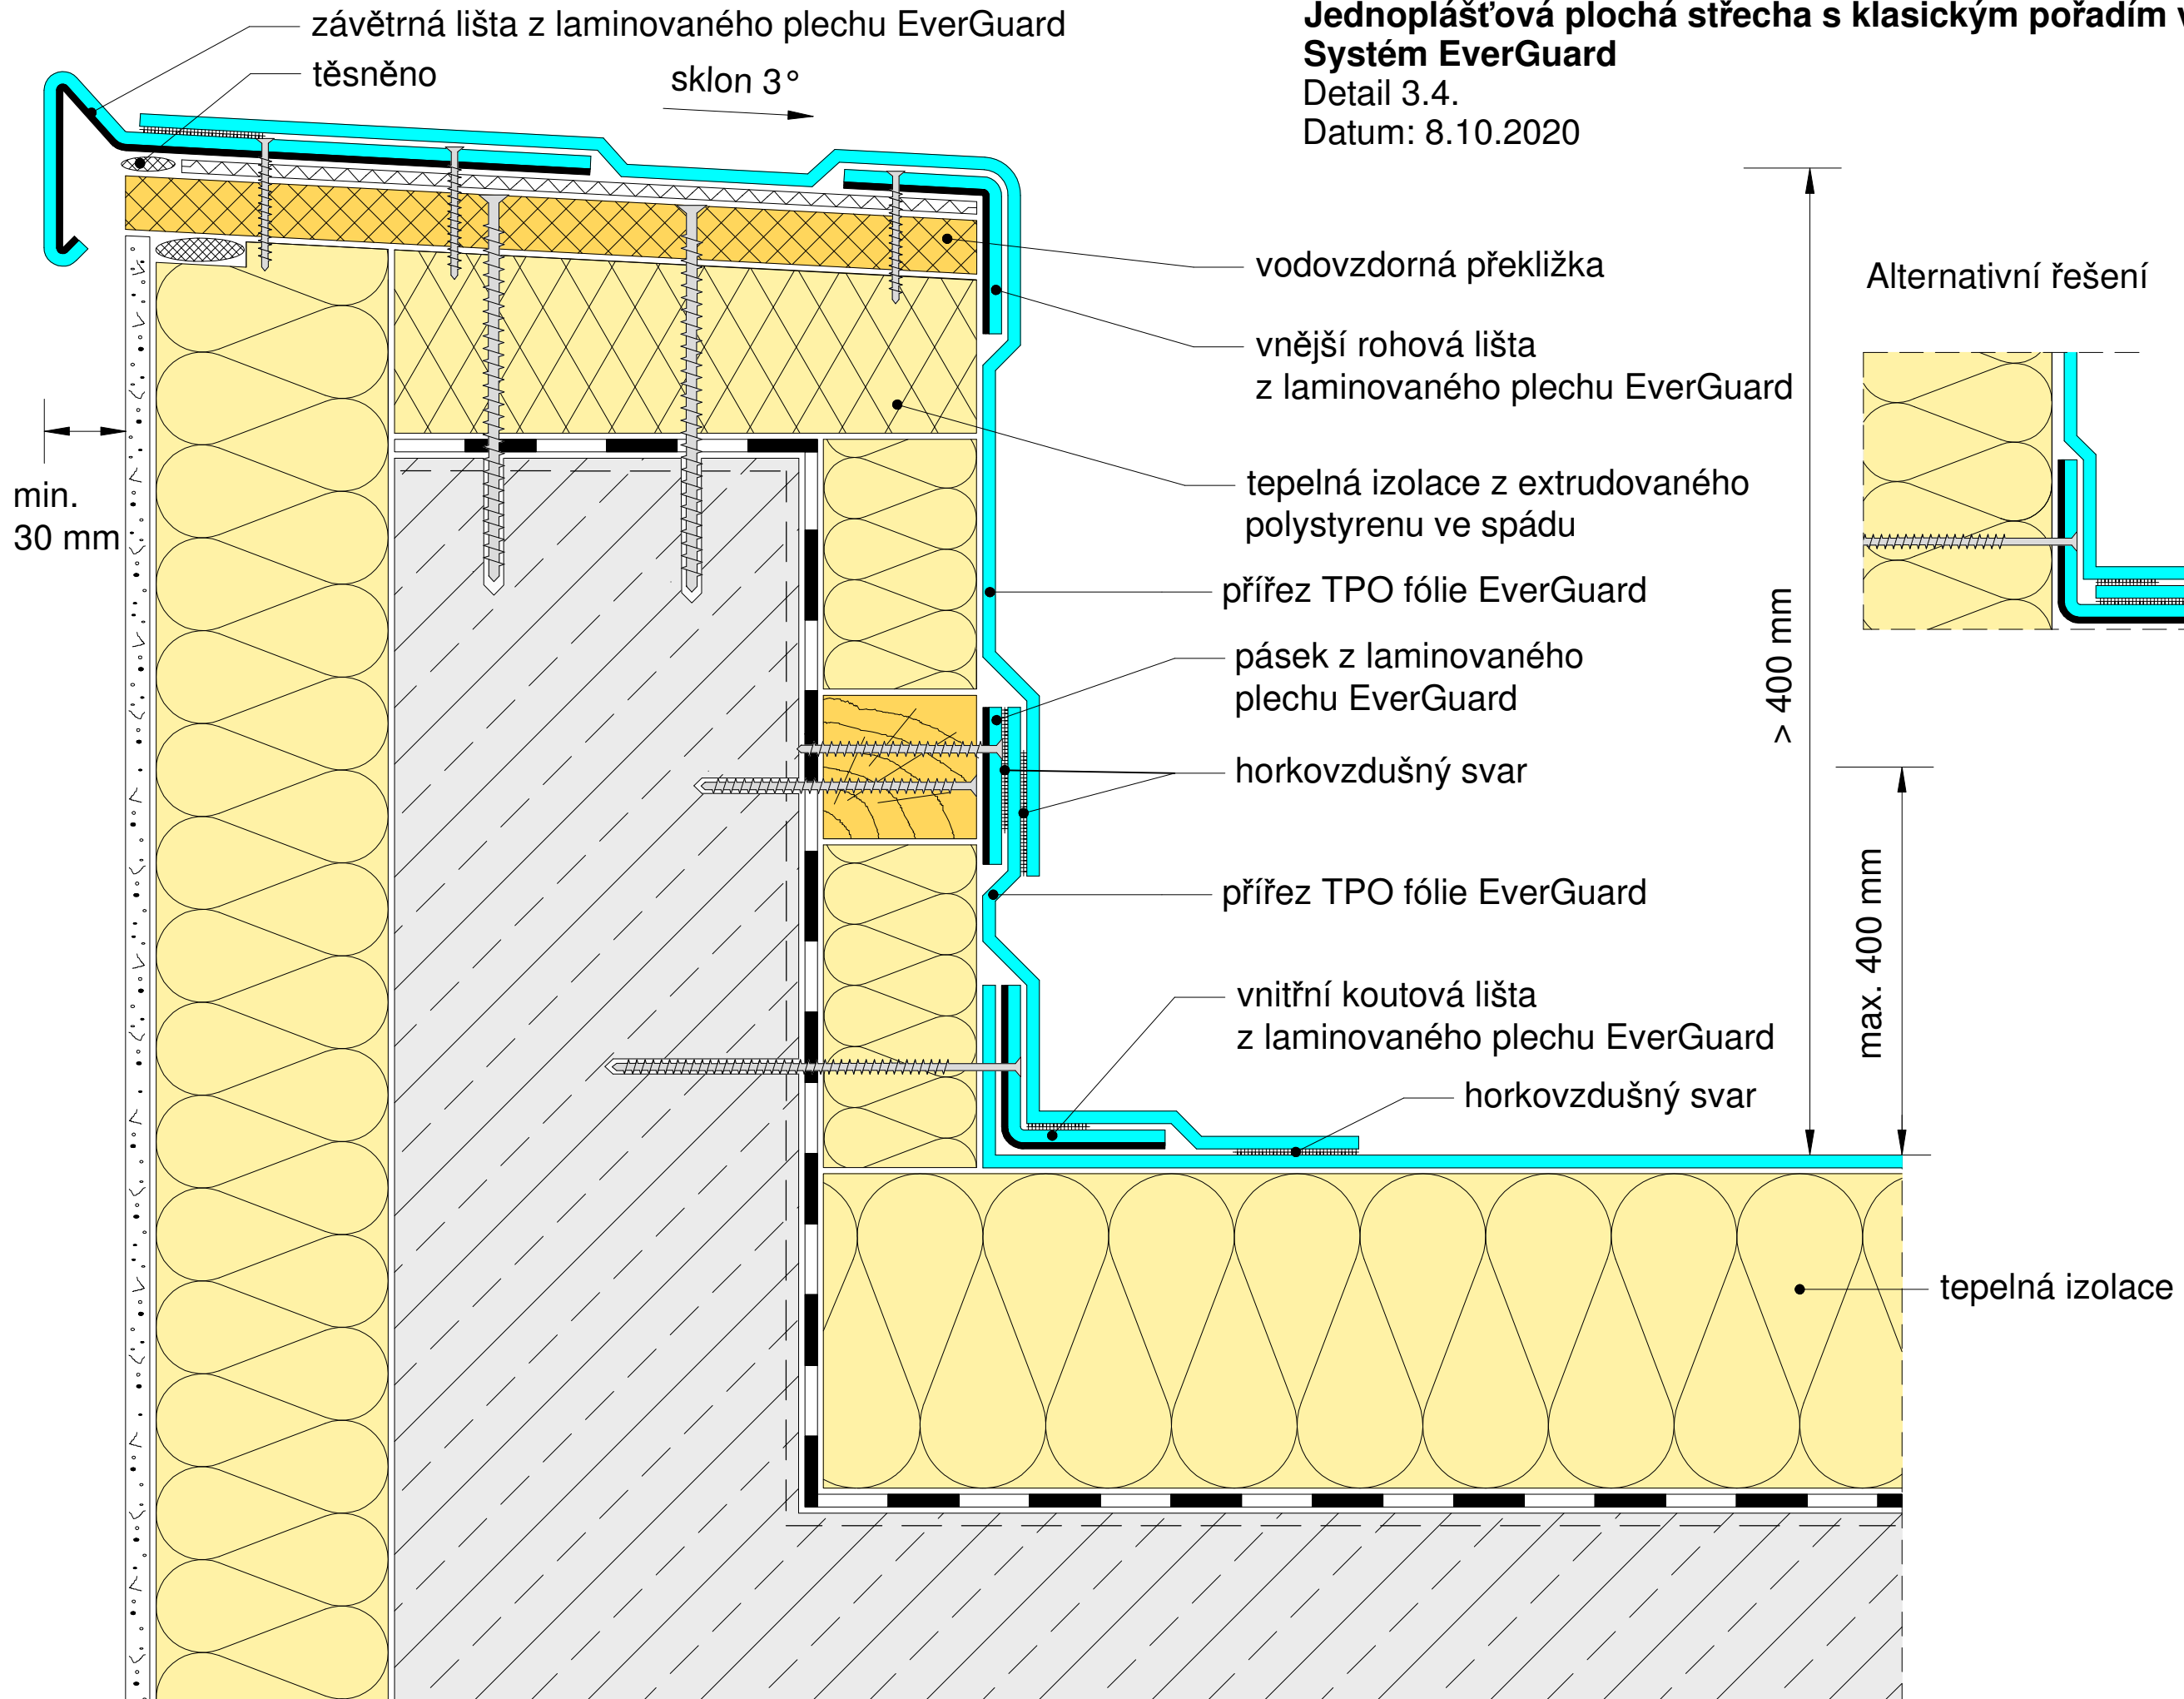 závětrná lišta z laminovaného plechu EverGuard
těsněno
sklon 3°
Jednoplášťová plochá střecha s klasickým pořadím
Systém EverGuard
Detail 3.4.
Datum: 8.10.2020
vodovzdorná překližka
Alternativní řešení
vnější rohová lišta
z laminovaného plechu EverGuard
min.
30 mm
tepelná izolace z extrudovaného
polystyrenu ve spádu
přířez TPO fólie EverGuard
pásek z laminovaného
plechu EverGuard
> 400 mm
horkovzdušný svar
přířez TPO fólie EverGuard
max. 400 mm
vnitřní koutová lišta
z laminovaného plechu EverGuard
horkovzdušný svar
tepelná izolace